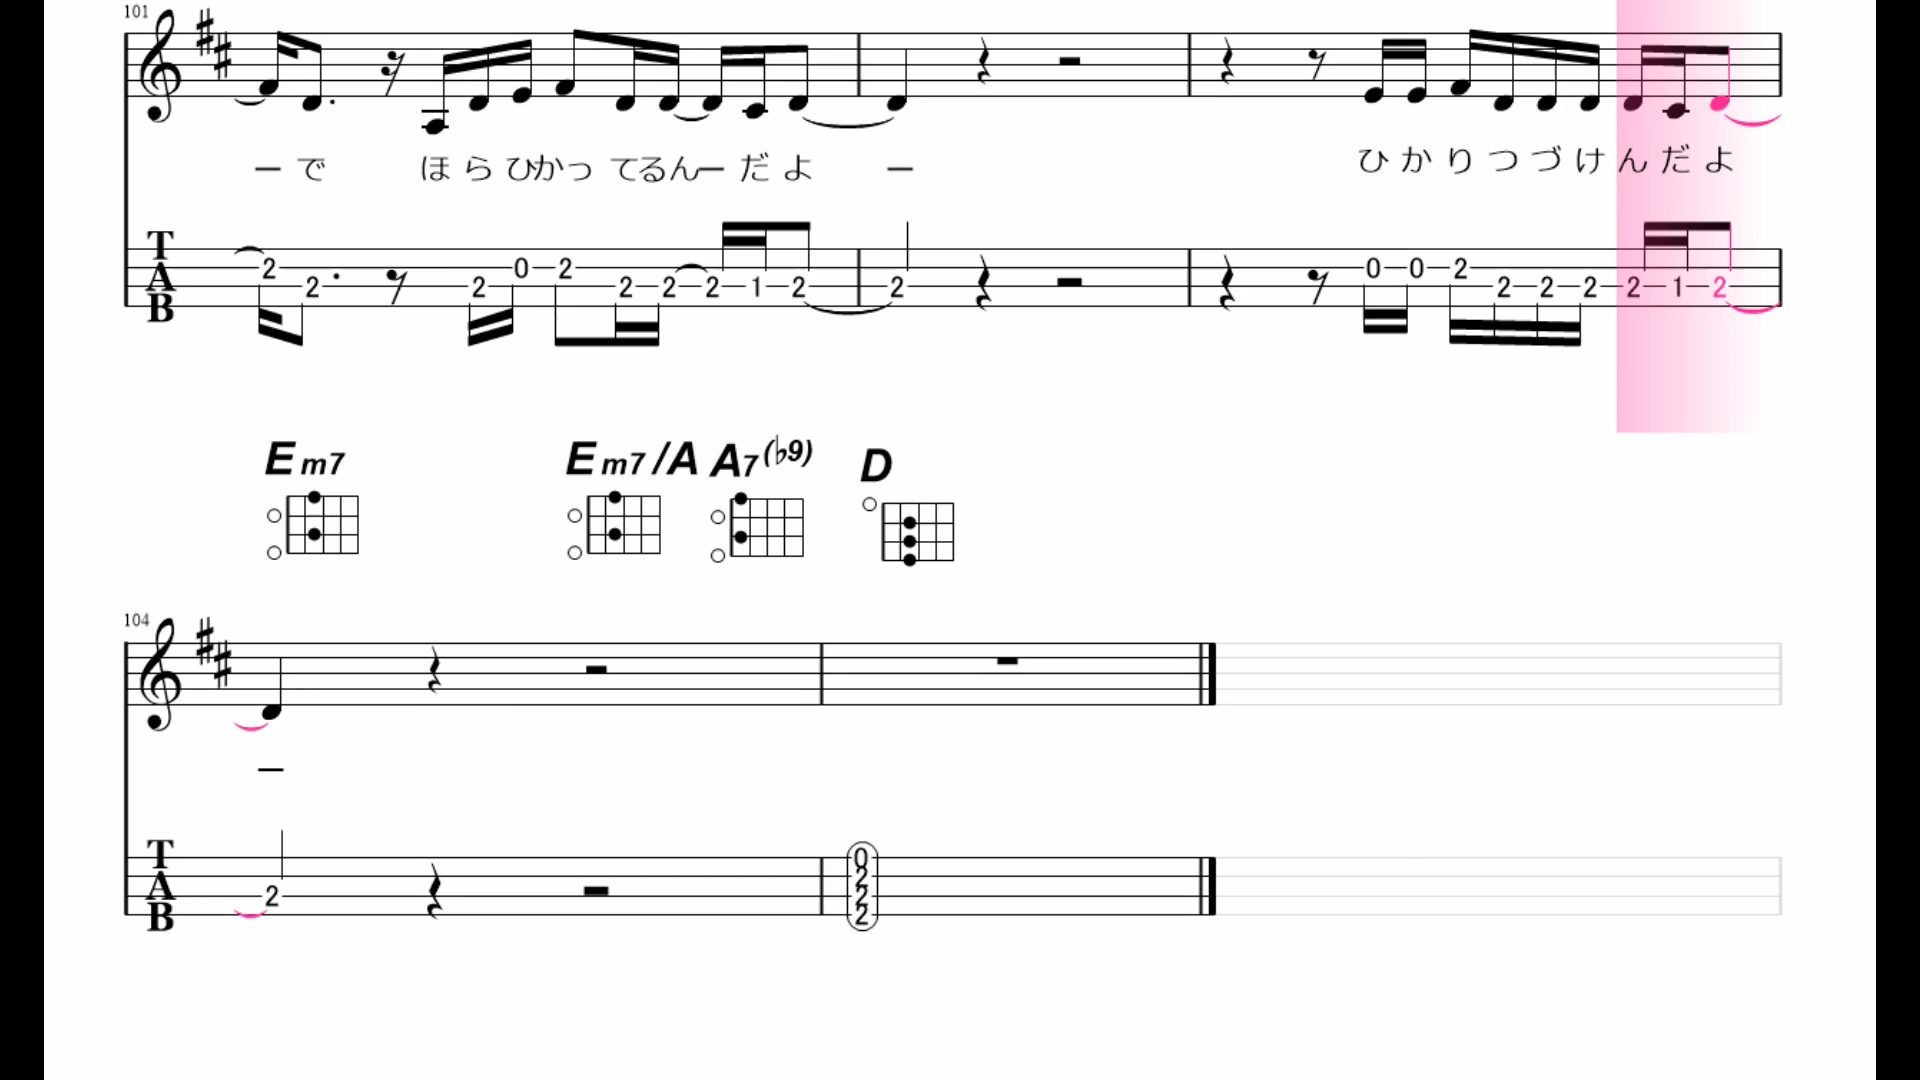 101
ーで ほらひかっ てるんーだよ ー ひかりつづけんだよ
TAB 2 2 2 0 2 2 2 2 1 2 2 0 0 2 2 2 2 2 1 2
Em7 Em7/A A7(♭9) D
104
ー
TAB 2 0 2 2 2